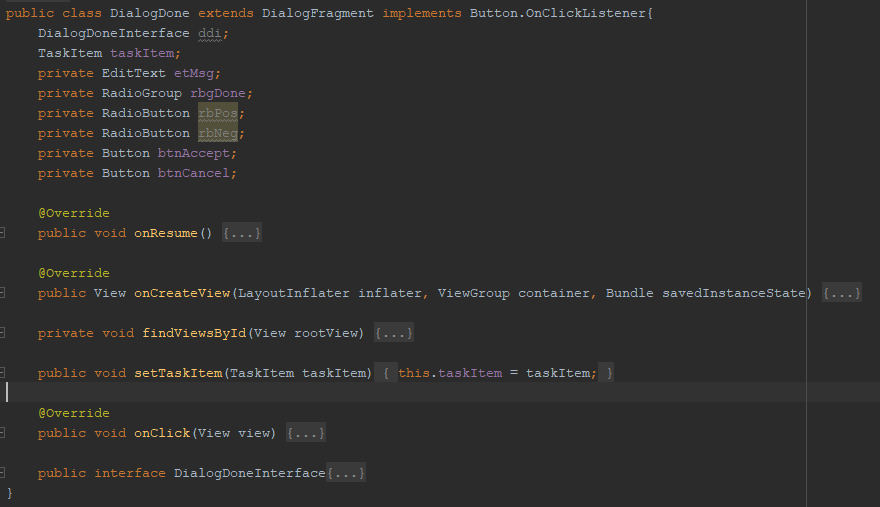 public class DialogDone extends DialogFragment implements Button.OnClickListener{
    DialogDoneInterface ddi;
    TaskItem taskItem;
    private EditText etMsg;
    private RadioGroup rbgDone;
    private RadioButton rbPos;
    private RadioButton rbNeg;
    private Button btnAccept;
    private Button btnCancel;
    @Override
    public void onResume() {...}
    @Override
    public View onCreateView(LayoutInflater inflater, ViewGroup container, Bundle savedInstanceState) {...}
    private void findViewsById(View rootView) {...}
    public void setTaskItem(TaskItem taskItem) { this.taskItem = taskItem; }
    @Override
    public void onClick(View view) {...}
    public interface DialogDoneInterface{...}
}